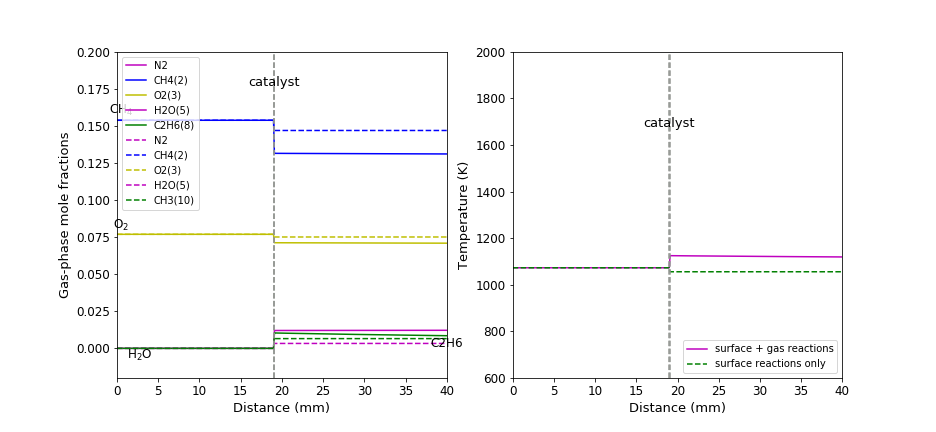 0.200
0.175
0.150
0.125
0.100
0.075
0.050
0.025
0.000
Gas-phase mole fractions
0 5 10 15 20 25 30 35 40
Distance (mm)
N2
CH4(2)
O2(3)
H2O(5)
C2H6(8)
N2
CH4(2)
O2(3)
H2O(5)
CH3(10)
catalyst
O2
H2O
C2H6
2000
1800
1600
1400
1200
1000
800
600
Temperature (K)
0 5 10 15 20 25 30 35 40
Distance (mm)
catalyst
surface + gas reactions
surface reactions only